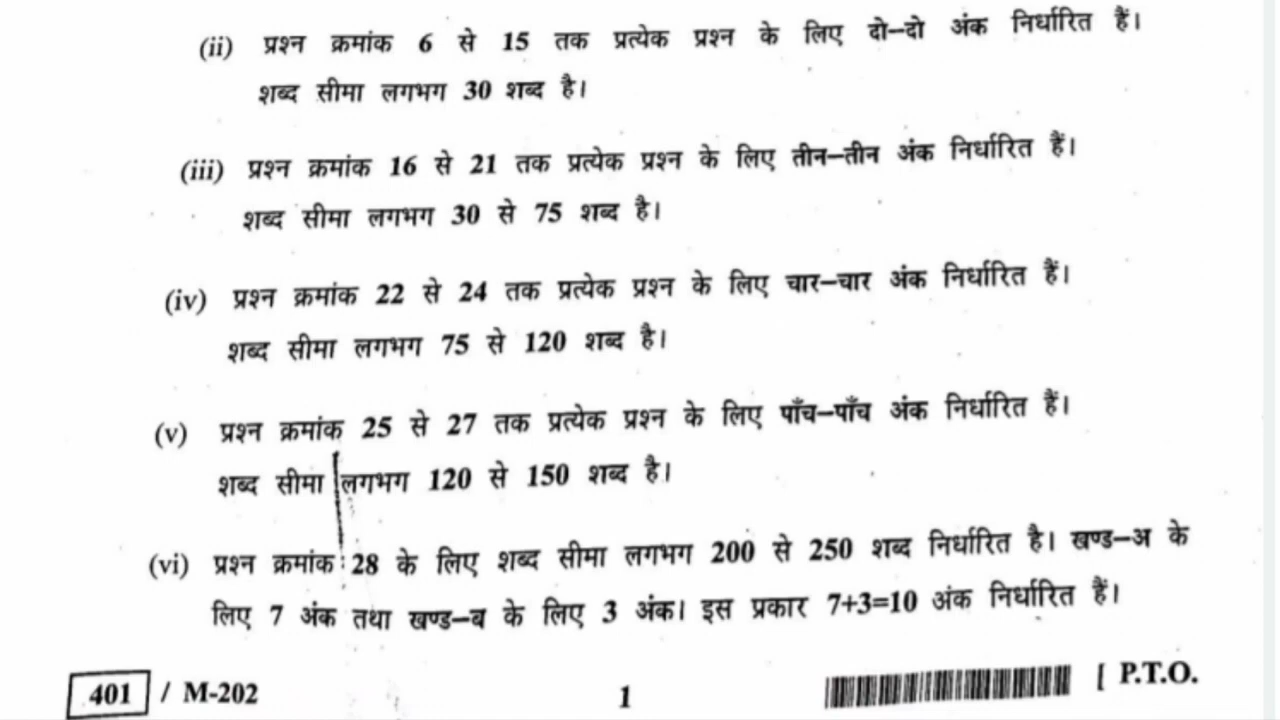 (ii) प्रश्न क्रमांक 6 से 15 तक प्रत्येक प्रश्न के लिए दो–दो अंक निर्धारित हैं।
शब्द सीमा लगभग 30 शब्द है।
(iii) प्रश्न क्रमांक 16 से 21 तक प्रत्येक प्रश्न के लिए तीन–तीन अंक निर्धारित हैं।
शब्द सीमा लगभग 30 से 75 शब्द है।
(iv) प्रश्न क्रमांक 22 से 24 तक प्रत्येक प्रश्न के लिए चार–चार अंक निर्धारित हैं।
शब्द सीमा लगभग 75 से 120 शब्द है।
(v) प्रश्न क्रमांक 25 से 27 तक प्रत्येक प्रश्न के लिए पाँच–पाँच अंक निर्धारित हैं।
शब्द सीमा लगभग 120 से 150 शब्द है।
(vi) प्रश्न क्रमांक 28 के लिए शब्द सीमा लगभग 200 से 250 शब्द निर्धारित है। खण्ड–अ के
लिए 7 अंक तथा खण्ड–ब के लिए 3 अंक। इस प्रकार 7+3=10 अंक निर्धारित हैं।
401 / M-202 1 [ P.T.O.